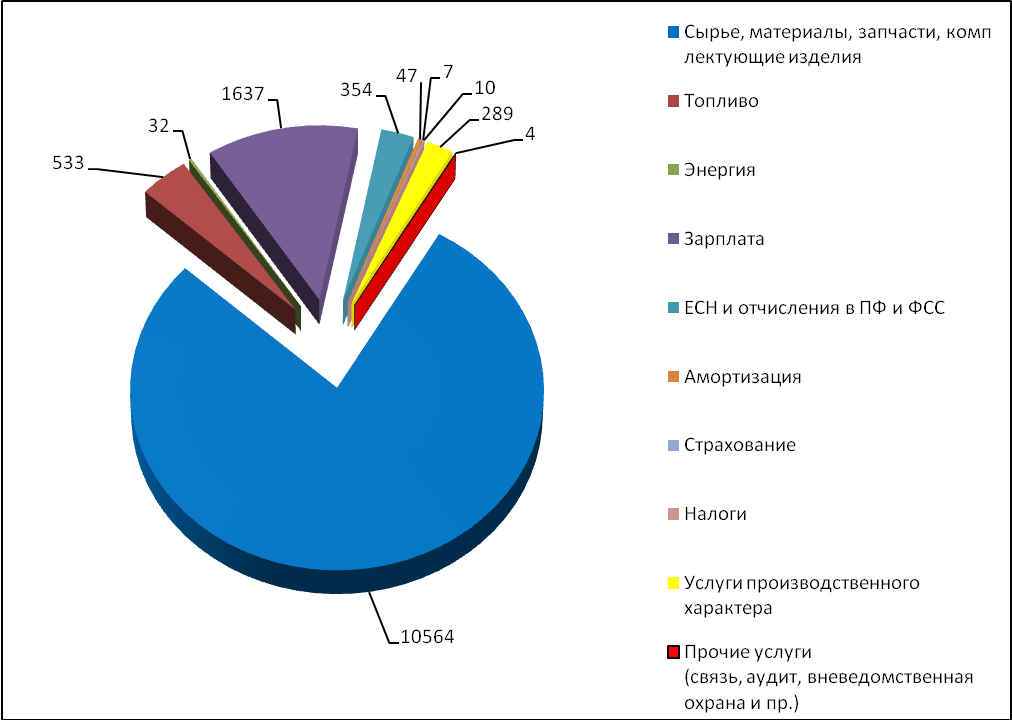 1637
354
47
7
10
289
4
32
533
10564
Сырье, материалы, запчасти, комп
лектующие изделия
Топливо
Энергия
Зарплата
ЕСН и отчисления в ПФ и ФСС
Амортизация
Страхование
Налоги
Услуги производственного
характера
Прочие услуги
(связь, аудит, вневедомственная
охрана и пр.)